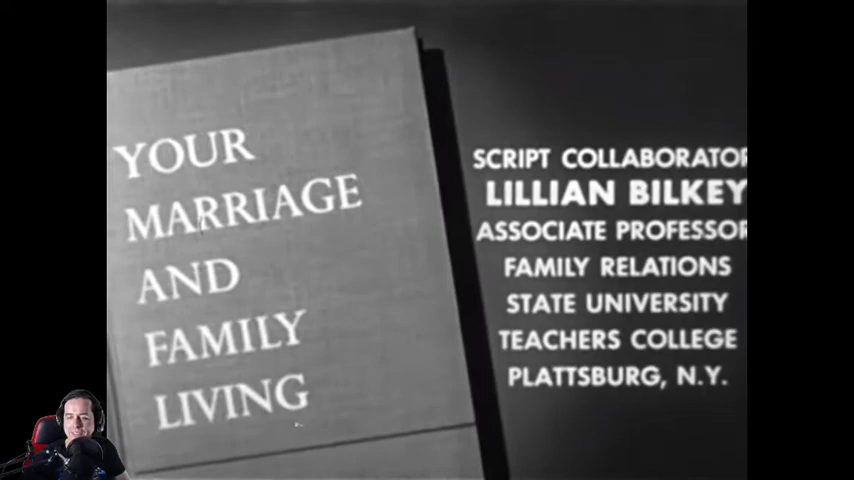 YOUR
MARRIAGE
AND
FAMILY
LIVING
SCRIPT COLLABORATOR
LILLIAN BILKEY
ASSOCIATE PROFESSOR
FAMILY RELATIONS
STATE UNIVERSITY
TEACHERS COLLEGE
PLATTSBURG, N.Y.